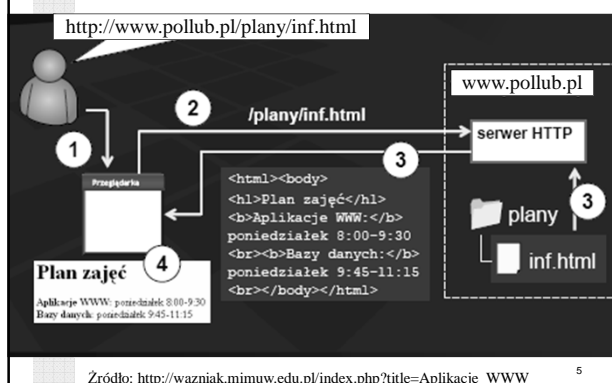 http://www.pollub.pl/plany/inf.html
www.pollub.pl
2
/plany/inf.html
serwer HTTP
1
3
Przeglądarka
<html><body>
<hl>Plan zajęć</hl>
<b>Aplikacje WWW:</b>
poniedziałek 8:00-9:30
<br><b>Bazy danych:</b>
poniedziałek 9:45-11:15
<br></body></html>
3
plany
inf.html
4
Plan zajęć
Aplikacje WWW: poniedziałek 8:00-9:30
Bazy danych: poniedziałek 9:45-11:15
Źródło: http://wazniak.mimuw.edu.pl/index.php?title=Aplikacje_WWW
5